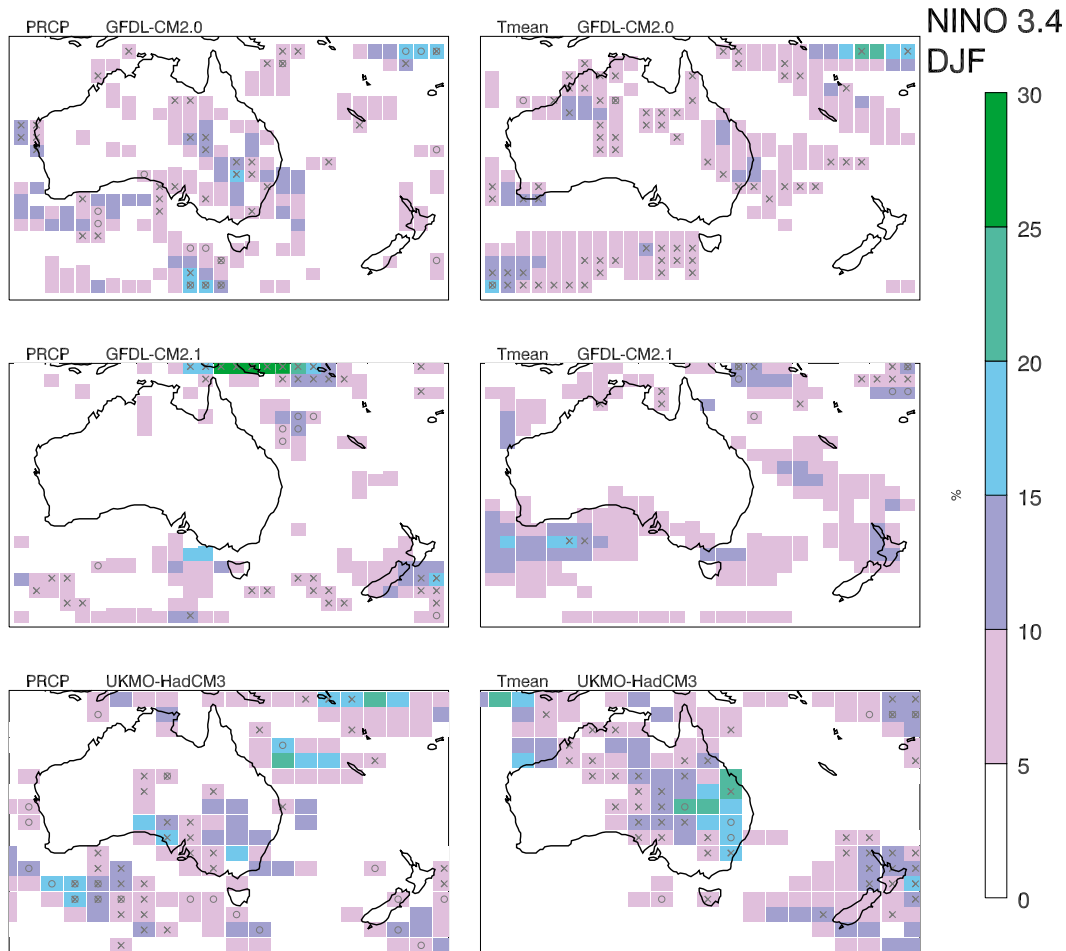 PRCP GFDL-CM2.0
Tmean GFDL-CM2.0
NINO 3.4
DJF
PRCP GFDL-CM2.1
Tmean GFDL-CM2.1
PRCP UKMO-HadCM3
Tmean UKMO-HadCM3
30
25
20
15
%
10
5
0